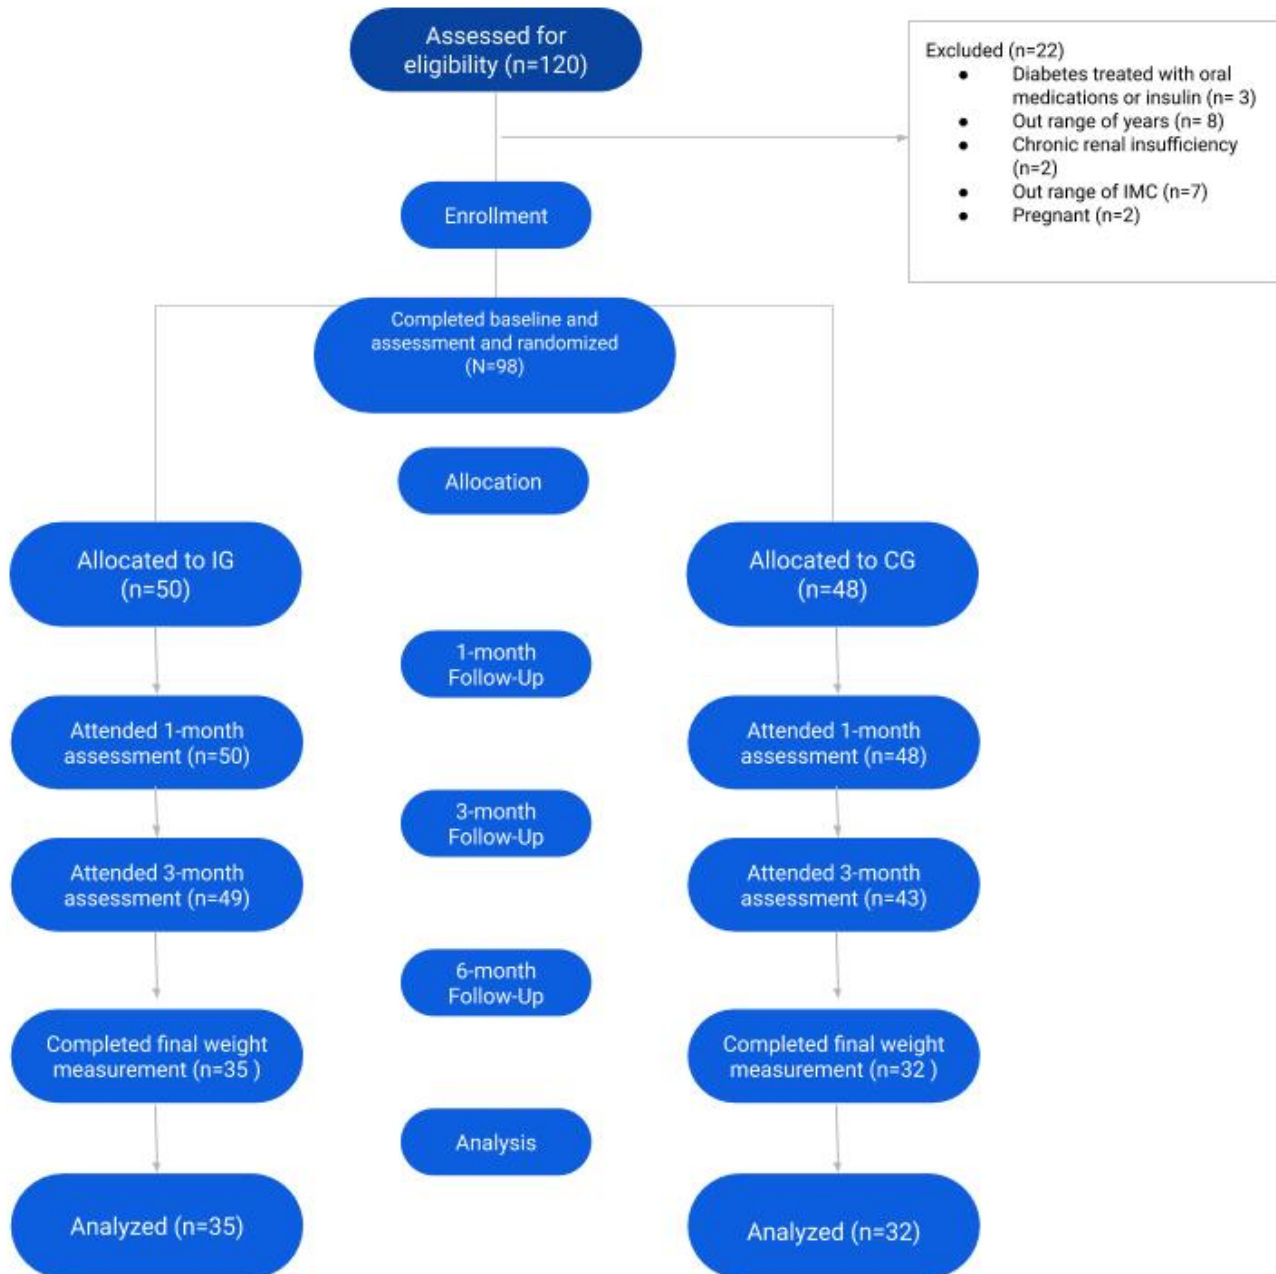 Assessed for
eligibility (n=120)
Excluded (n=22)
● Diabetes treated with oral
medications or insulin (n= 3)
● Out range of years (n= 8)
● Chronic renal insufficiency
(n=2)
● Out range of IMC (n=7)
● Pregnant (n=2)
Enrollment
Completed baseline and
assessment and randomized
(N=98)
Allocation
Allocated to IG
(n=50)
Allocated to CG
(n=48)
1-month
Follow-Up
Attended 1-month
assessment (n=50)
Attended 1-month
assessment (n=48)
3-month
Follow-Up
Attended 3-month
assessment (n=49)
Attended 3-month
assessment (n=43)
6-month
Follow-Up
Completed final weight
measurement (n=35 )
Completed final weight
measurement (n=32 )
Analysis
Analyzed (n=35)
Analyzed (n=32)